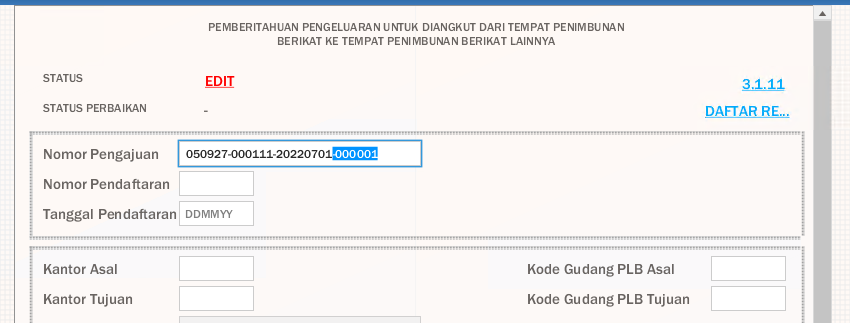 PEMBERITAHUAN PENGELUARAN UNTUK DIANGKUT DARI TEMPAT PENIMBUNAN
BERIKAT KE TEMPAT PENIMBUNAN BERIKAT LAINNYA
STATUS EDIT 3.1.11
STATUS PERBAIKAN - DAFTAR RE...
Nomor Pengajuan 050927-000111-20220701-000001
Nomor Pendaftaran
Tanggal Pendaftaran DDMMYY
Kantor Asal Kode Gudang PLB Asal
Kantor Tujuan Kode Gudang PLB Tujuan